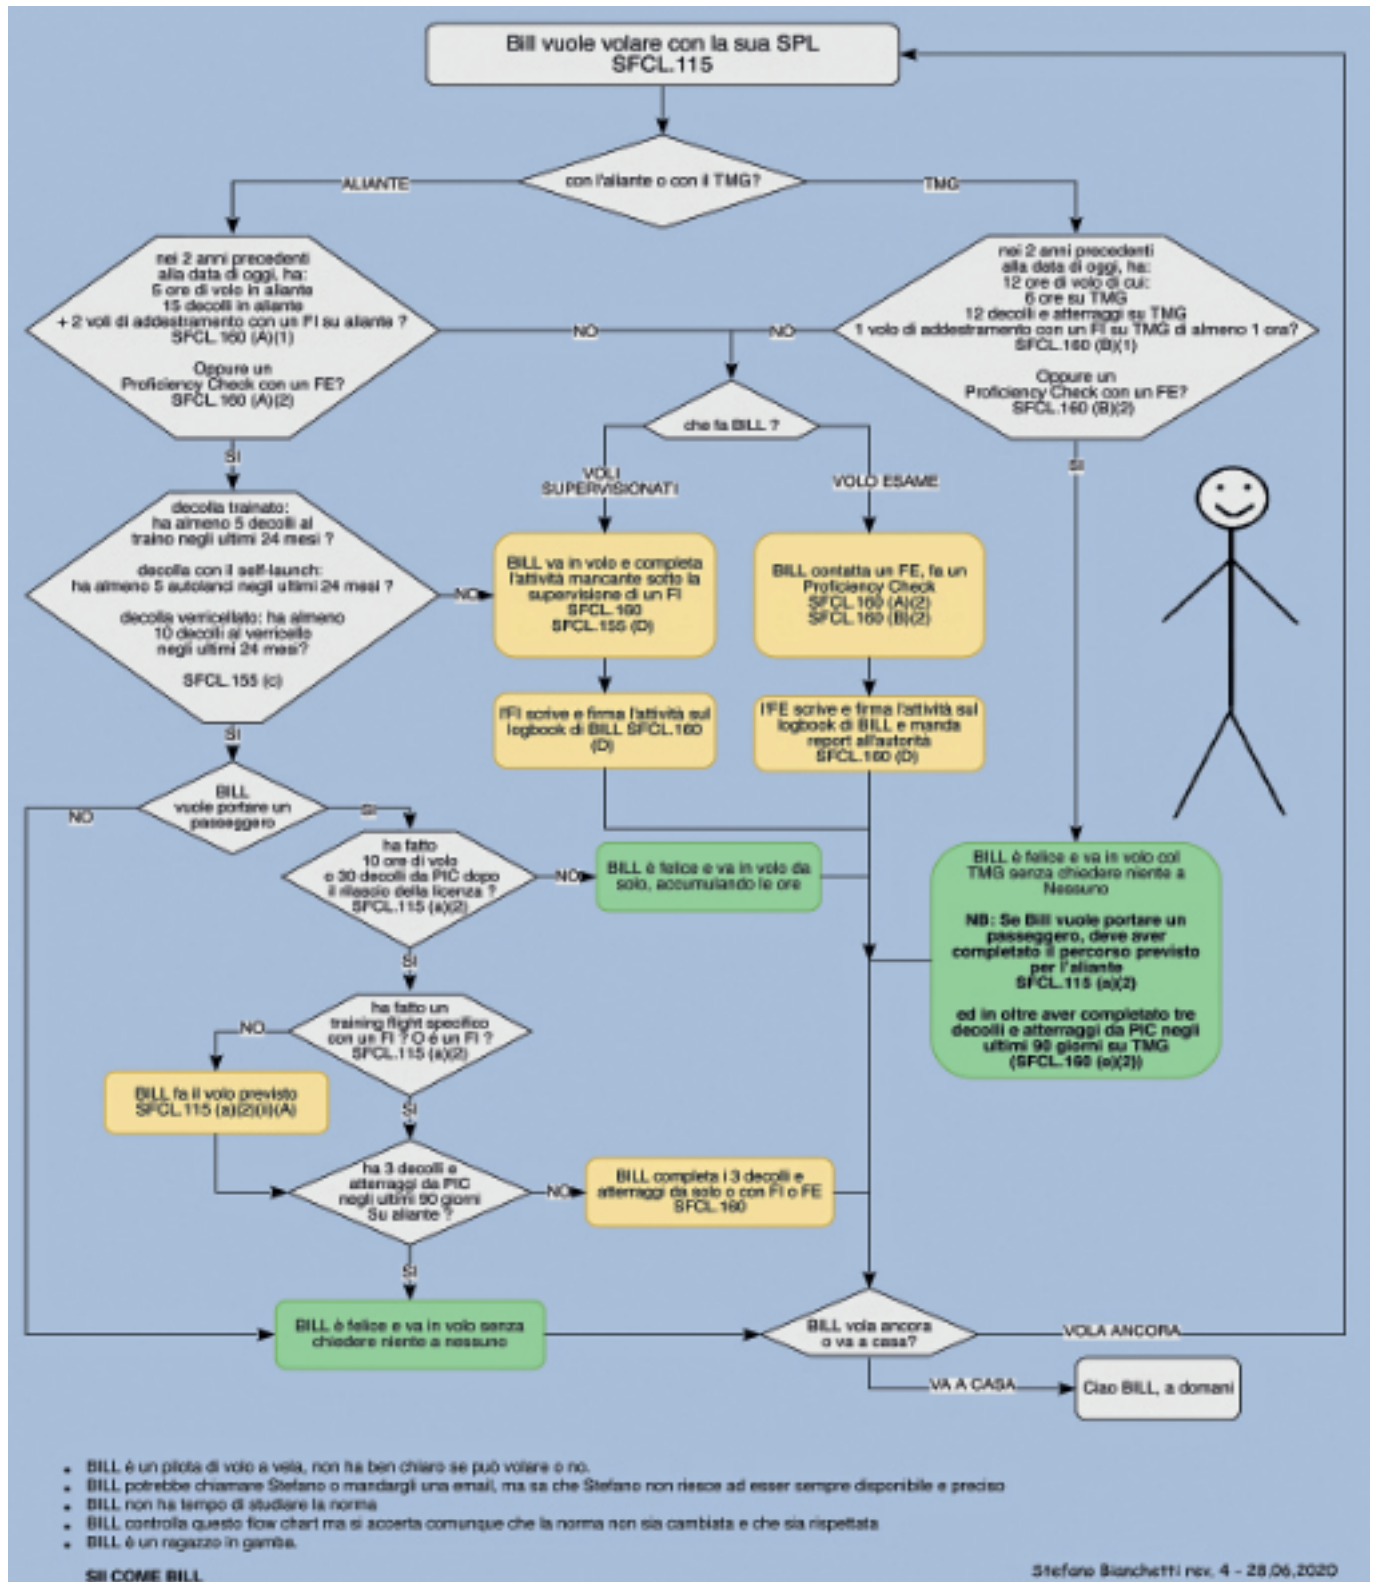 Bill vuole volare con la sua SPL
SFCL.115
con l'aliante o con il TMG?
ALIANTE
TMG
nei 2 anni precedenti
alla data di oggi, ha:
5 ore di volo in aliante
15 decolli in aliante
+ 2 voli di addestramento con un FI su aliante ?
SFCL.160 (A)(1)
Oppure un
Proficiency Check con un FE?
SFCL.160 (A)(2)
nei 2 anni precedenti
alla data di oggi, ha:
12 ore di volo di cui:
6 ore su TMG
12 decolli e atterraggi su TMG
1 volo di addestramento con un FI su TMG di almeno 1 ora?
SFCL.160 (B)(1)
Oppure un
Proficiency Check con un FE?
SFCL.160 (B)(2)
NO
NO
che fa BILL ?
SI
SI
VOLI
SUPERVISIONATI
VOLO ESAME
decolla trainato:
ha almeno 5 decolli al
traino negli ultimi 24 mesi ?
decolla con il self-launch:
ha almeno 5 autolanci negli ultimi 24 mesi ?
decolla verricellato: ha almeno
10 decolli al verricello
negli ultimi 24 mesi?
SFCL.155 (c)
NO
BILL va in volo e completa
l'attività mancante sotto la
supervisione di un FI
SFCL.160
SFCL.155 (D)
BILL contatta un FE, fa un
Proficiency Check
SFCL.160 (A)(2)
SFCL.160 (B)(2)
l'FI scrive e firma l'attività sul
logbook di BILL SFCL.160
(D)
l'FE scrive e firma l'attività sul
logbook di BILL e manda
report all'autorità
SFCL.160 (D)
SI
BILL
vuole portare un
passeggero
NO
SI
ha fatto
10 ore di volo
o 30 decolli da PIC dopo
il rilascio della licenza ?
SFCL.115 (a)(2)
NO
BILL è felice e va in volo da
solo, accumulando le ore
BILL è felice e va in volo col
TMG senza chiedere niente a
Nessuno
NB: Se Bill vuole portare un
passeggero, deve aver
completato il percorso previsto
per l'aliante
SFCL.115 (a)(2)
ed in oltre aver completato tre
decolli e atterraggi da PIC negli
ultimi 90 giorni su TMG
(SFCL.160 (e)(2))
SI
ha fatto un
training flight specifico
con un FI ? O é un FI ?
SFCL.115 (a)(2)
NO
BILL fa il volo previsto
SFCL.115 (a)(2)(ii)(A)
SI
ha 3 decolli e
atterraggi da PIC
negli ultimi 90 giorni
Su aliante ?
NO
BILL completa i 3 decolli e
atterraggi da solo o con FI o FE
SFCL.160
SI
BILL è felice e va in volo senza
chiedere niente a nessuno
BILL vola ancora
o va a casa?
VOLA ANCORA
VA A CASA
Ciao BILL, a domani
• BILL è un pilota di volo a vela, non ha ben chiaro se può volare o no.
• BILL potrebbe chiamare Stefano o mandargli una email, ma sa che Stefano non riesce ad esser sempre disponibile e preciso
• BILL non ha tempo di studiare la norma
• BILL controlla questo flow chart ma si accerta comunque che la norma non sia cambiata e che sia rispettata
• BILL è un ragazzo in gamba.
SII COME BILL
Stefano Bianchetti rev. 4 - 28.06.2020